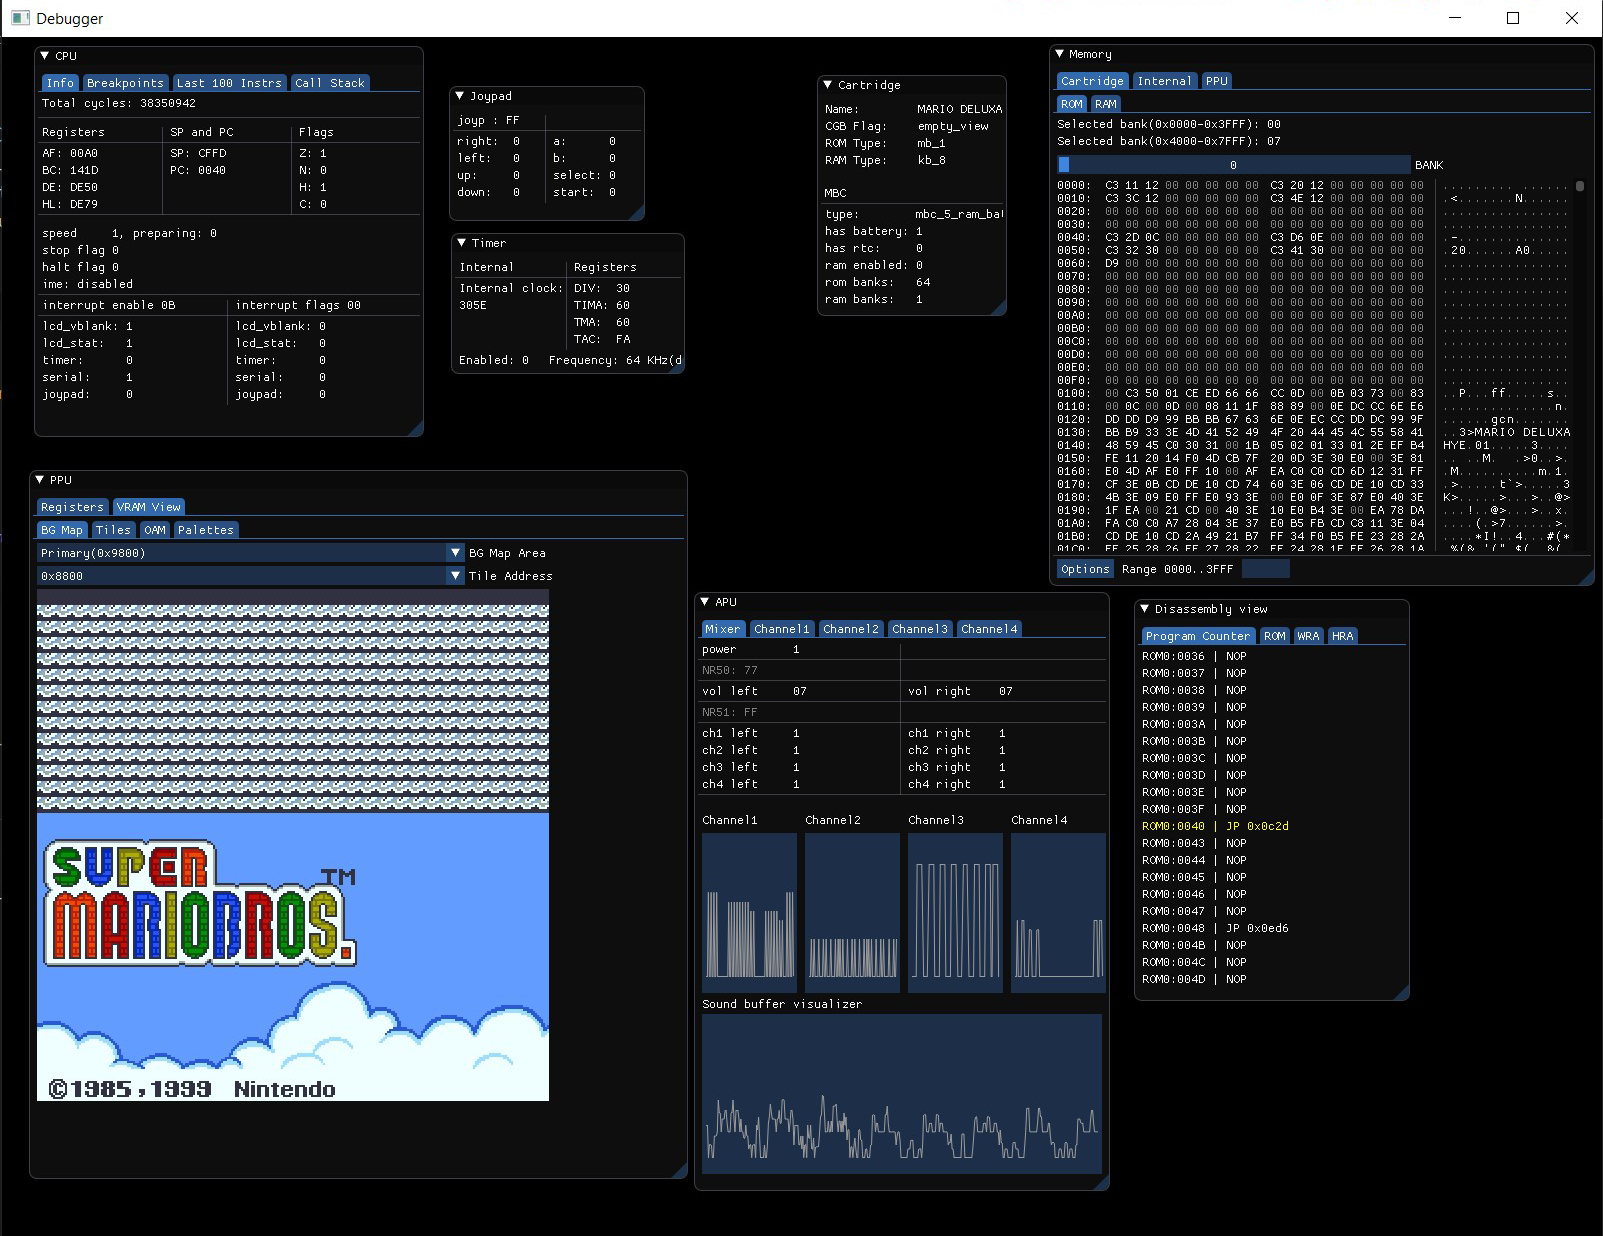 Debugger
CPU
Info Breakpoints Last 100 Instrs Call Stack
Total cycles: 38350942
Registers SP and PC Flags
AF: 00A0 SP: CFFD Z: 1
BC: 141D PC: 0040 N: 0
DE: DE50 H: 1
HL: DE79 C: 0
speed 1, preparing: 0
stop flag 0
halt flag 0
ime: disabled
interrupt enable 0B interrupt flags 00
lcd_vblank: 1 lcd_vblank: 0
lcd_stat: 1 lcd_stat: 0
timer: 0 timer: 0
serial: 1 serial: 0
joypad: 0 joypad: 0
Joypad
joyp : FF
right: 0 a: 0
left: 0 b: 0
up: 0 select: 0
down: 0 start: 0
Timer
Internal Registers
Internal clock: DIV: 30
305E TIMA: 60
TMA: 60
TAC: FA
Enabled: 0 Frequency: 64 KHz(d
Cartridge
Name: MARIO DELUXA
CGB Flag: empty_view
ROM Type: mb_1
RAM Type: kb_8
MBC
type: mbc_5_ram_ba
has battery: 1
has rtc: 0
ram enabled: 0
rom banks: 64
ram banks: 1
Memory
Cartridge Internal PPU
ROM RAM
Selected bank(0x0000-0x3FFF): 00
Selected bank(0x4000-0x7FFF): 07
0 BANK
0000: C3 11 12 00 00 00 00 00 C3 20 12 00 00 00 00 00 ................
0010: C3 3C 12 00 00 00 00 00 C3 4E 12 00 00 00 00 00 .<.......N......
0020: 00 00 00 00 00 00 00 00 00 00 00 00 00 00 00 00 ................
0030: 00 00 00 00 00 00 00 00 00 00 00 00 00 00 00 00 ................
0040: C3 2D 0C 00 00 00 00 00 C3 D6 0E 00 00 00 00 00 .-..............
0050: C3 32 30 00 00 00 00 00 C3 41 30 00 00 00 00 00 .20......A0.....
0060: D9 00 00 00 00 00 00 00 00 00 00 00 00 00 00 00 ................
0070: 00 00 00 00 00 00 00 00 00 00 00 00 00 00 00 00 ................
0080: 00 00 00 00 00 00 00 00 00 00 00 00 00 00 00 00 ................
0090: 00 00 00 00 00 00 00 00 00 00 00 00 00 00 00 00 ................
00A0: 00 00 00 00 00 00 00 00 00 00 00 00 00 00 00 00 ................
00B0: 00 00 00 00 00 00 00 00 00 00 00 00 00 00 00 00 ................
00C0: 00 00 00 00 00 00 00 00 00 00 00 00 00 00 00 00 ................
00D0: 00 00 00 00 00 00 00 00 00 00 00 00 00 00 00 00 ................
00E0: 00 00 00 00 00 00 00 00 00 00 00 00 00 00 00 00 ................
00F0: 00 00 00 00 00 00 00 00 00 00 00 00 00 00 00 00 ................
0100: 00 C3 50 01 CE ED 66 66 CC 0D 00 0B 03 73 00 83 ..P...ff.....s..
0110: 00 0C 00 0D 00 08 11 1F 88 89 00 0E DC CC 6E E6 ..............n.
0120: DD DD D9 99 BB BB 67 63 6E 0E EC CC DD DC 99 9F ......gcn.......
0130: BB B9 33 3E 4D 41 52 49 4F 20 44 45 4C 55 58 41 ..3>MARIO DELUXA
0140: 48 59 45 C0 30 31 00 1B 05 02 01 33 01 2E EF B4 HYE.01.....3....
0150: FE 11 20 14 F0 4D CB 7F 20 0D 3E 30 E0 00 3E 81 .. ..M.. .>0..>.
0160: E0 4D AF E0 FF 10 00 AF EA C0 C0 CD 6D 12 31 FF .M..........m.1.
0170: CF 3E 0B CD DE 10 CD 74 60 3E 06 CD DE 10 CD 33 .>.....t`>.....3
0180: 4B 3E 09 E0 FF E0 93 3E 00 E0 0F 3E 87 E0 40 3E K>.....>...>..@>
0190: 1F EA 00 21 CD 00 40 3E 10 E0 B4 3E 00 EA 78 DA ...!..@>...>..x.
01A0: FA C0 C0 A7 28 04 3E 37 E0 B5 FB CD C8 11 3E 04 ....(.>7......>.
01B0: CD DE 10 CD 2A 49 21 B7 FF 34 F0 B5 FE 23 28 2A ....*I!..4...#(*
01C0: FE 25 28 26 FE 27 28 22 FE 24 28 1E FE 26 28 1A .%(&.'(".$(..&(.
Options Range 0000..3FFF
PPU
Registers VRAM View
BG Map Tiles OAM Palettes
Primary(0x9800) BG Map Area
0x8800 Tile Address
SUPER
MARIO BROS.
TM
©1985,1999 Nintendo
APU
Mixer Channel1 Channel2 Channel3 Channel4
power 1
NR50: 77
vol left 07 vol right 07
NR51: FF
ch1 left 1 ch1 right 1
ch2 left 1 ch2 right 1
ch3 left 1 ch3 right 1
ch4 left 1 ch4 right 1
Channel1 Channel2 Channel3 Channel4
Sound buffer visualizer
Disassembly view
Program Counter ROM WRA HRA
ROM0:0036 | NOP
ROM0:0037 | NOP
ROM0:0038 | NOP
ROM0:0039 | NOP
ROM0:003A | NOP
ROM0:003B | NOP
ROM0:003C | NOP
ROM0:003D | NOP
ROM0:003E | NOP
ROM0:003F | NOP
ROM0:0040 | JP 0x0c2d
ROM0:0043 | NOP
ROM0:0044 | NOP
ROM0:0045 | NOP
ROM0:0046 | NOP
ROM0:0047 | NOP
ROM0:0048 | JP 0x0ed6
ROM0:004B | NOP
ROM0:004C | NOP
ROM0:004D | NOP